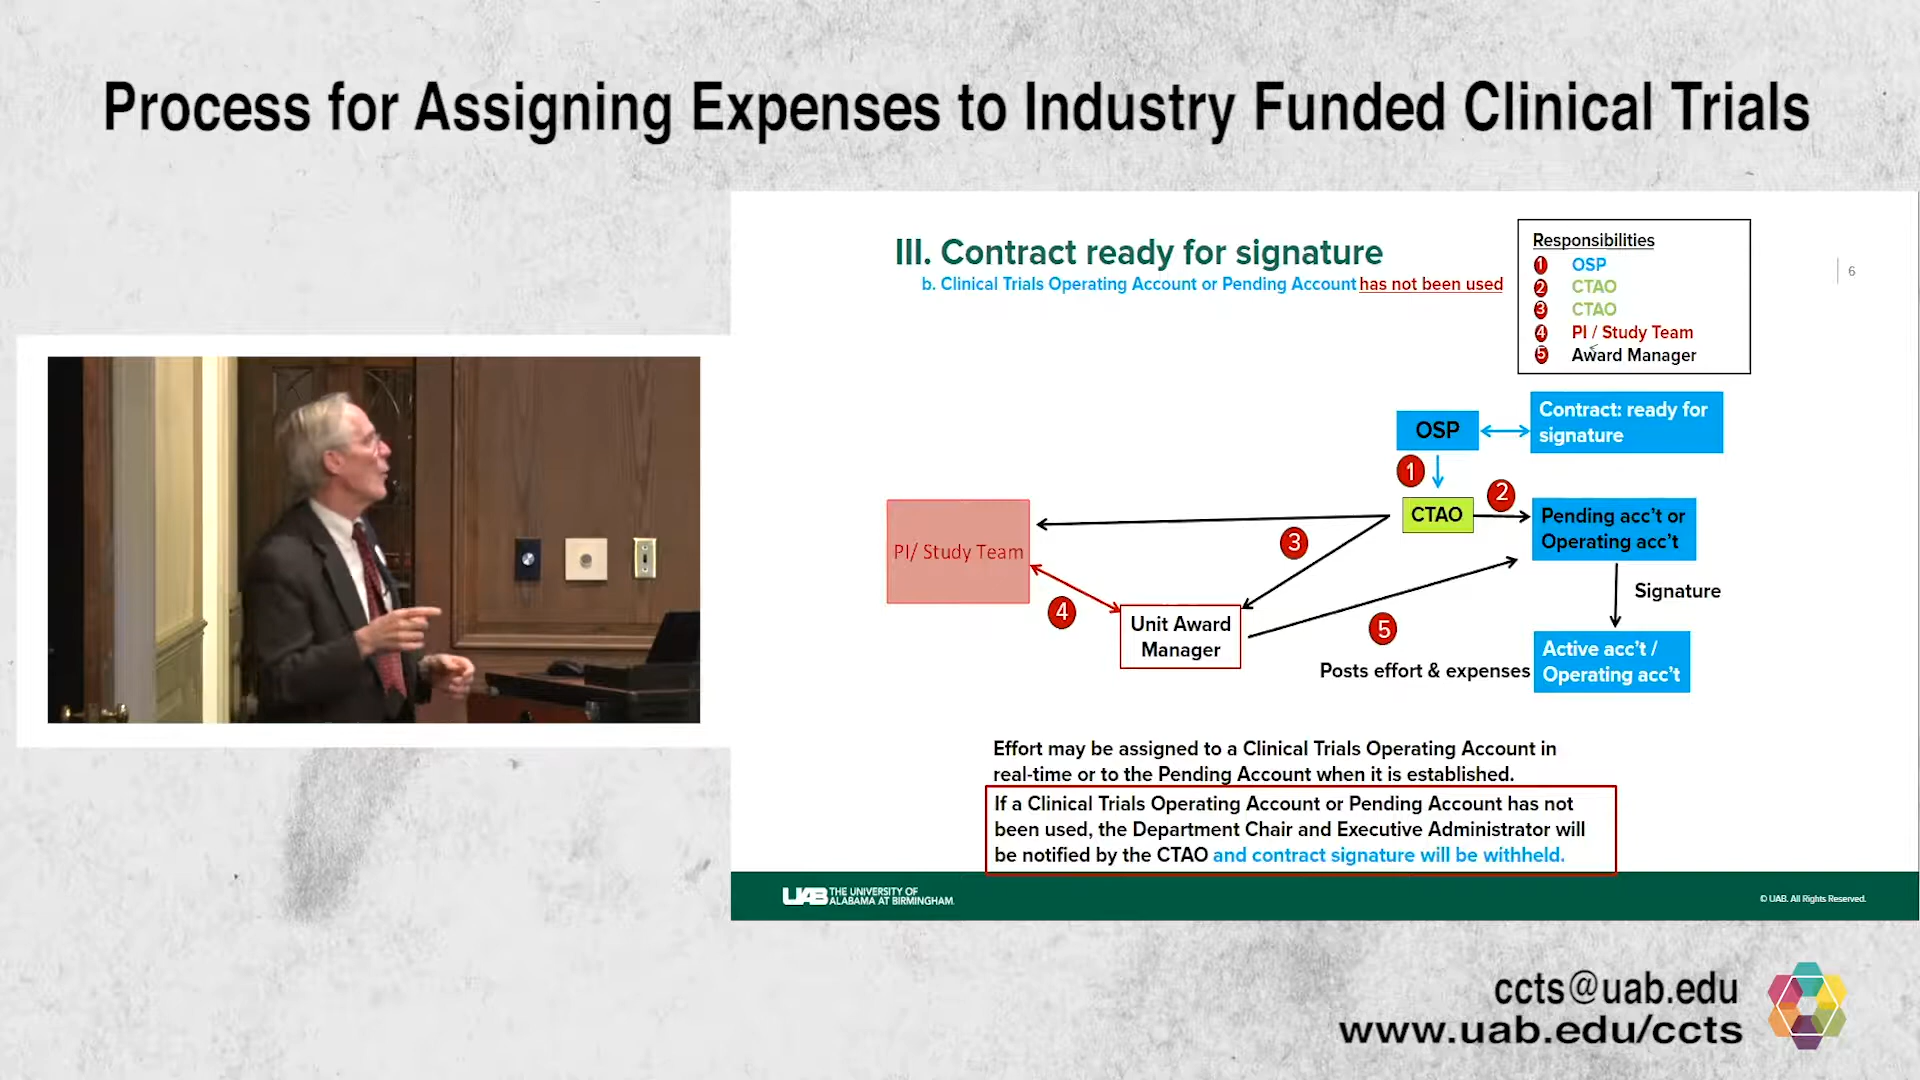 Process for Assigning Expenses to Industry Funded Clinical Trials
III. Contract ready for signature
b. Clinical Trials Operating Account or Pending Account has not been used
Responsibilities
1 OSP
2 CTAO
3 CTAO
4 PI / Study Team
5 Award Manager
6
OSP
Contract: ready for
signature
1
CTAO
2
Pending acc't or
Operating acc't
PI/ Study Team
3
Signature
4
Unit Award
Manager
5
Posts effort & expenses
Active acc't /
Operating acc't
Effort may be assigned to a Clinical Trials Operating Account in
real-time or to the Pending Account when it is established.
If a Clinical Trials Operating Account or Pending Account has not
been used, the Department Chair and Executive Administrator will
be notified by the CTAO and contract signature will be withheld.
UAB THE UNIVERSITY OF
ALABAMA AT BIRMINGHAM.
© UAB. All Rights Reserved.
ccts@uab.edu
www.uab.edu/ccts